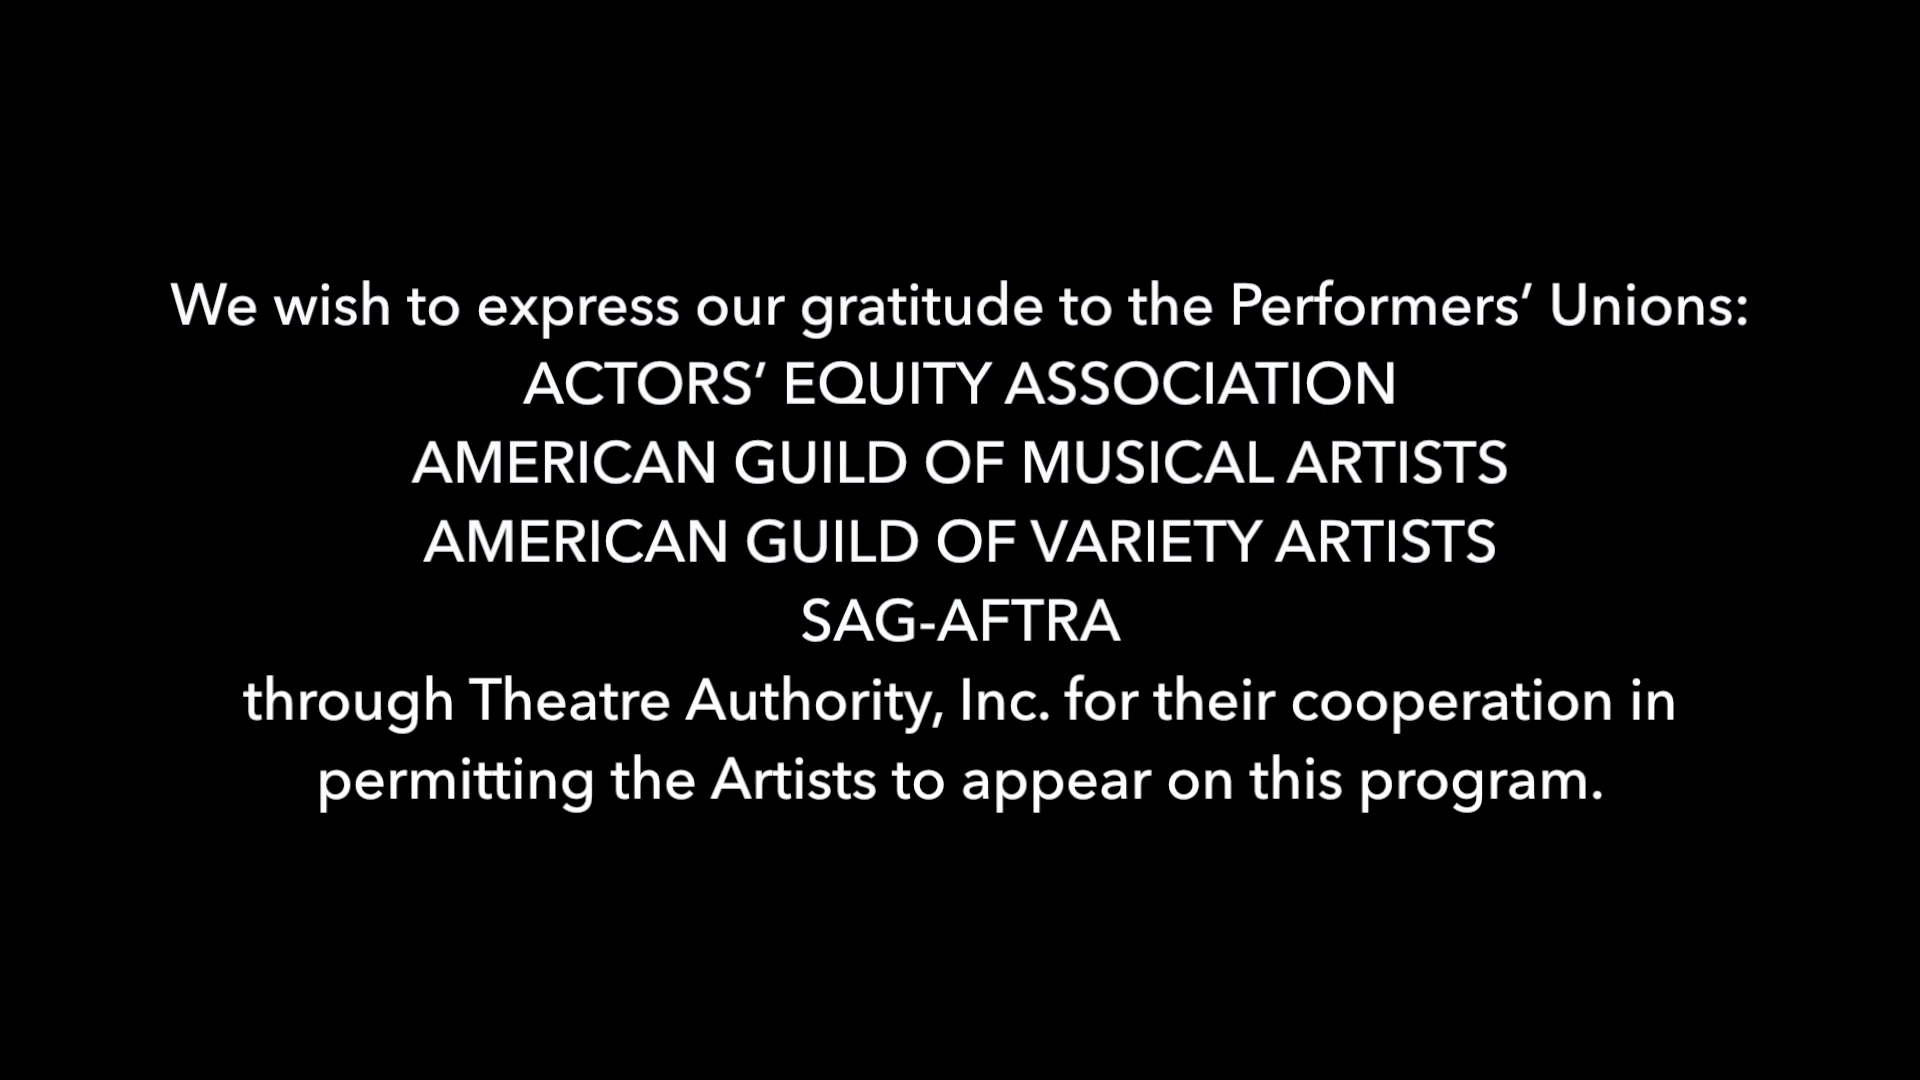 We wish to express our gratitude to the Performers’ Unions:
ACTORS’ EQUITY ASSOCIATION
AMERICAN GUILD OF MUSICAL ARTISTS
AMERICAN GUILD OF VARIETY ARTISTS
SAG-AFTRA
through Theatre Authority, Inc. for their cooperation in
permitting the Artists to appear on this program.